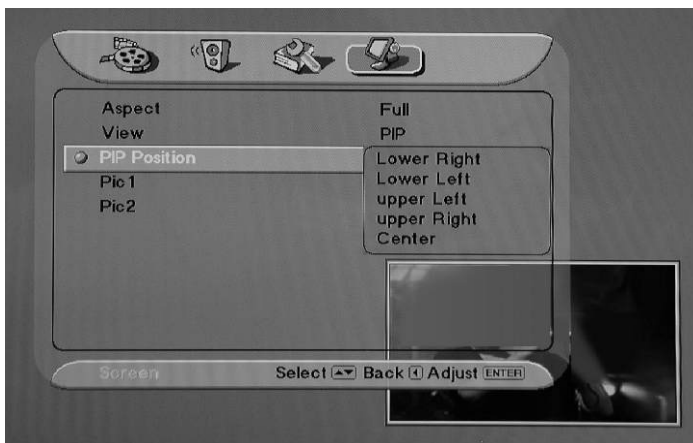 Aspect Full
View PIP
PIP Position Lower Right
Pic1 Lower Left
Pic2 upper Left
upper Right
Center
Screen Select Back Adjust ENTER